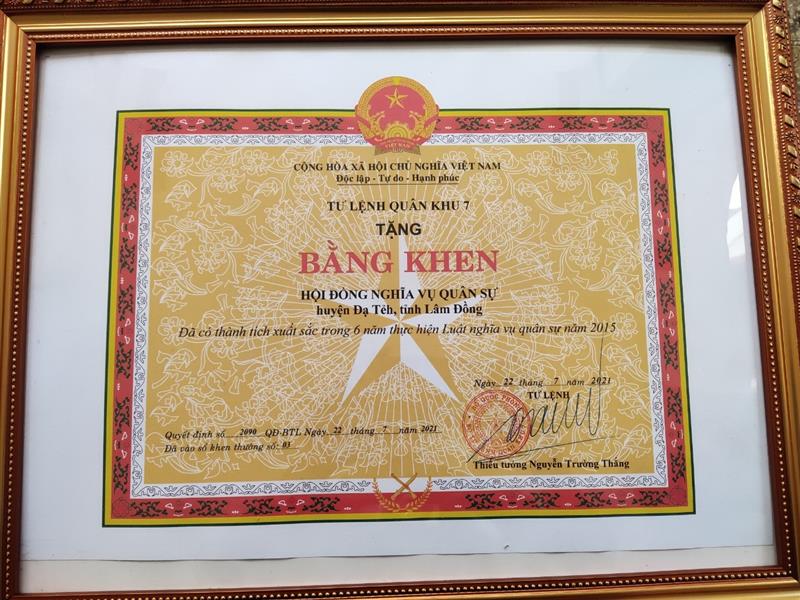 VIỆT NAM
CỘNG HÒA XÃ HỘI CHỦ NGHĨA VIỆT NAM
Độc lập - Tự do - Hạnh phúc
TƯ LỆNH QUÂN KHU 7
TẶNG
BẰNG KHEN
HỘI ĐỒNG NGHĨA VỤ QUÂN SỰ
huyện Đạ Tẻh, tỉnh Lâm Đồng
Đã có thành tích xuất sắc trong 6 năm thực hiện Luật nghĩa vụ quân sự năm 2015
Ngày 22 tháng 7 năm 2021
TƯ LỆNH
Quyết định số 2090 QĐ-BTL Ngày 22 tháng 7 năm 2021
Đã vào sổ khen thưởng số: 03
Thiếu tướng Nguyễn Trường Thắng